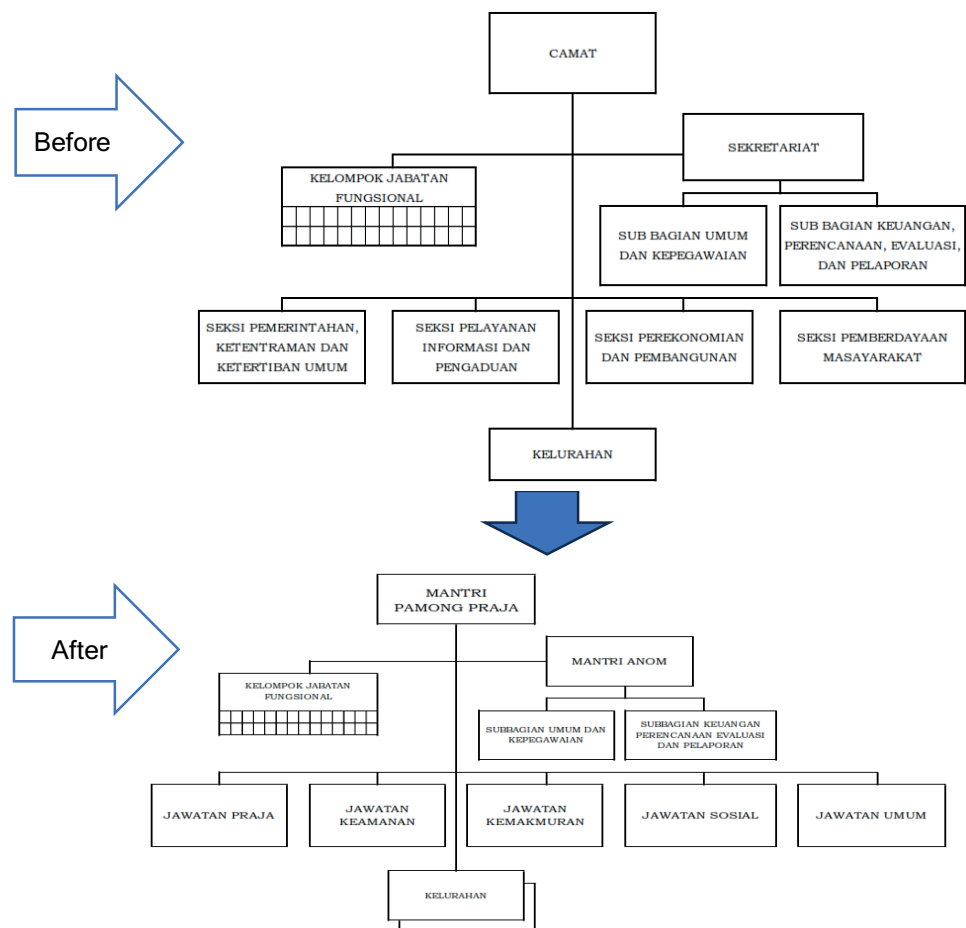 CAMAT
Before
SEKRETARIAT
KELOMPOK JABATAN
FUNGSIONAL
SUB BAGIAN UMUM
DAN KEPEGAWAIAN
SUB BAGIAN KEUANGAN,
PERENCANAAN, EVALUASI,
DAN PELAPORAN
SEKSI PEMERINTAHAN,
KETENTRAMAN DAN
KETERTIBAN UMUM
SEKSI PELAYANAN
INFORMASI DAN
PENGADUAN
SEKSI PEREKONOMIAN
DAN PEMBANGUNAN
SEKSI PEMBERDAYAAN
MASAYARAKAT
KELURAHAN
MANTRI
PAMONG PRAJA
After
MANTRI ANOM
KELOMPOK JABATAN
FUNGSIONAL
SUBBAGIAN UMUM DAN
KEPEGAWAIAN
SUBBAGIAN KEUANGAN
PERENCANAAN EVALUASI
DAN PELAPORAN
JAWATAN PRAJA
JAWATAN
KEAMANAN
JAWATAN
KEMAKMURAN
JAWATAN SOSIAL
JAWATAN UMUM
KELURAHAN